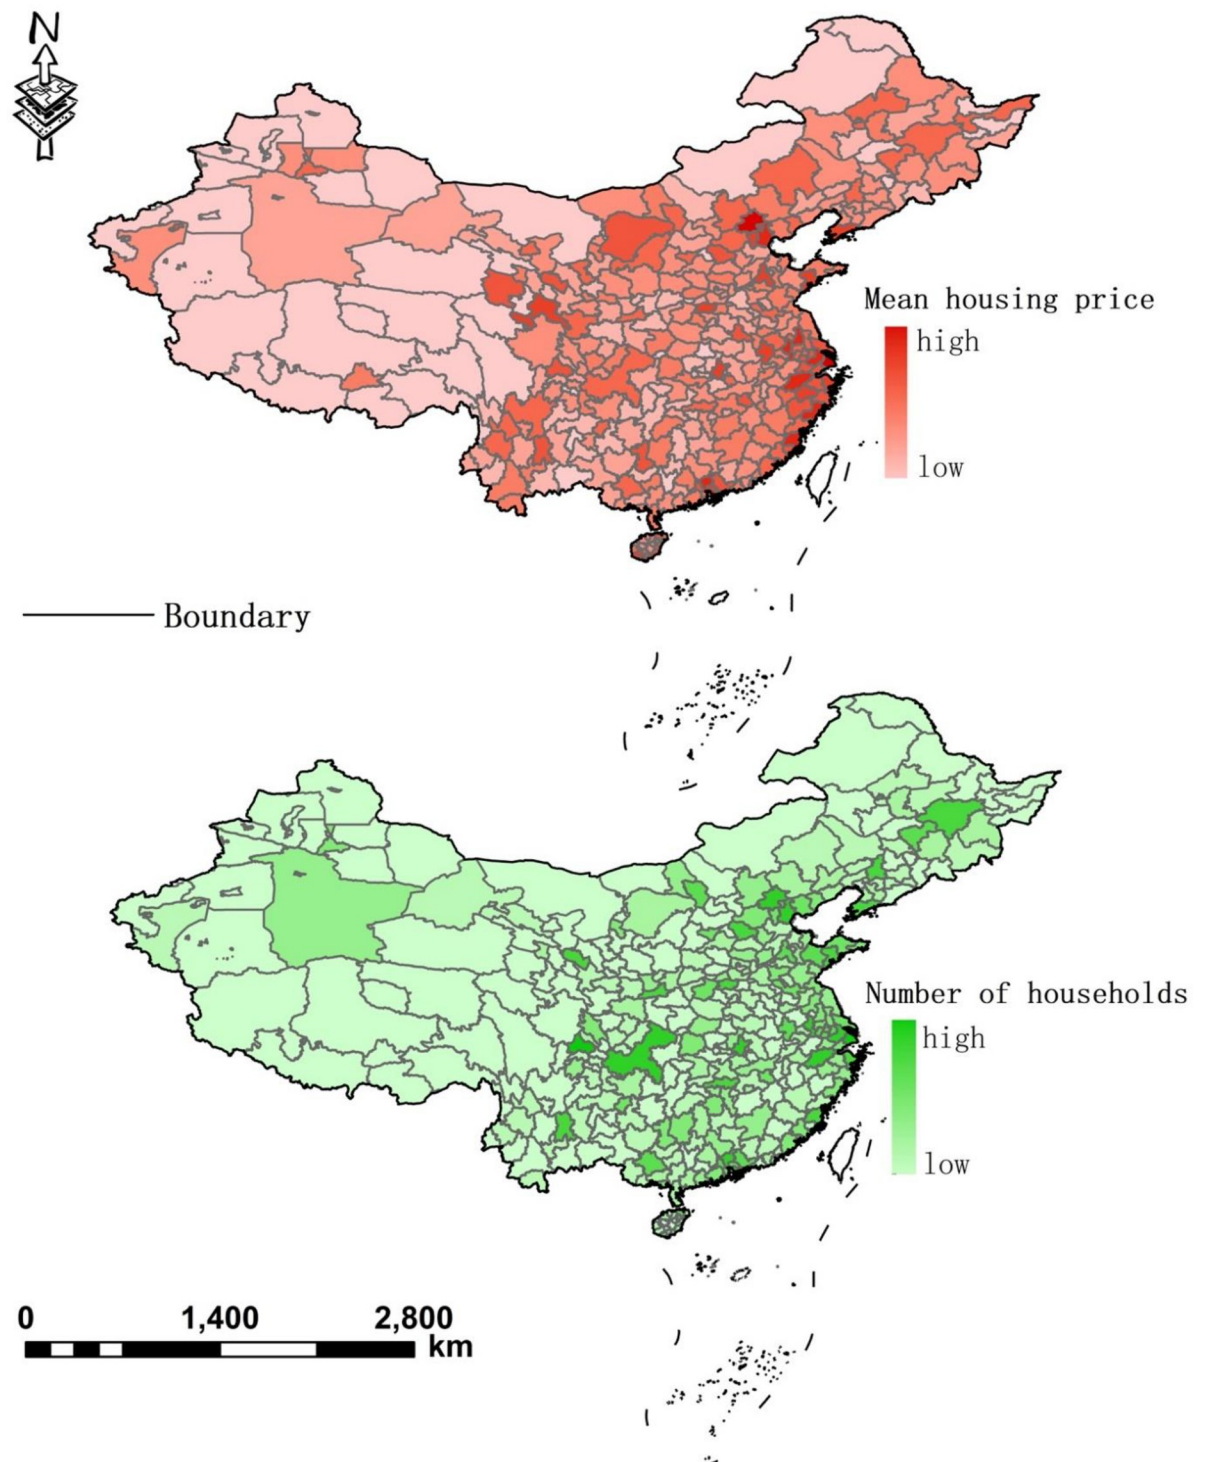 N
Mean housing price
high
low
Boundary
Number of households
high
low
0 1,400 2,800
km